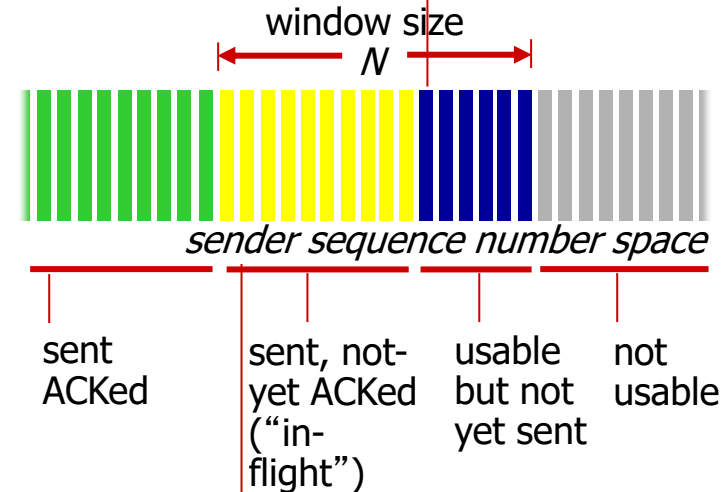 window size
N
sender sequence number space
sent
ACKed
sent, not-
yet ACKed
(“in-
flight”)
usable
but not
yet sent
not
usable